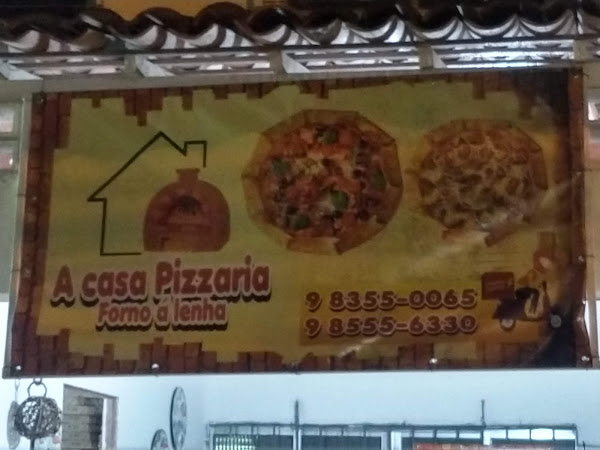 A casa Pizzaria
Forno á lenha
9 8355-0065
9 8555-6330